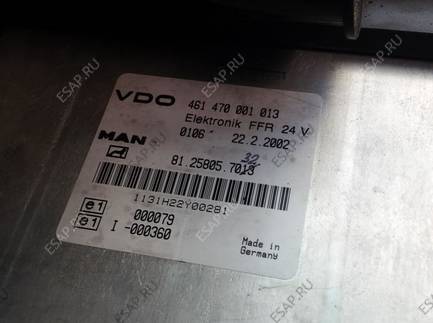 VDO 461 470 001 013
Elektronik FFR 24 V
MAN 0106 22.2.2002
32
81.25805.7013
1131H22Y00281
e1 000079
e1 I -000360
Made in
Germany
ESAP.RU